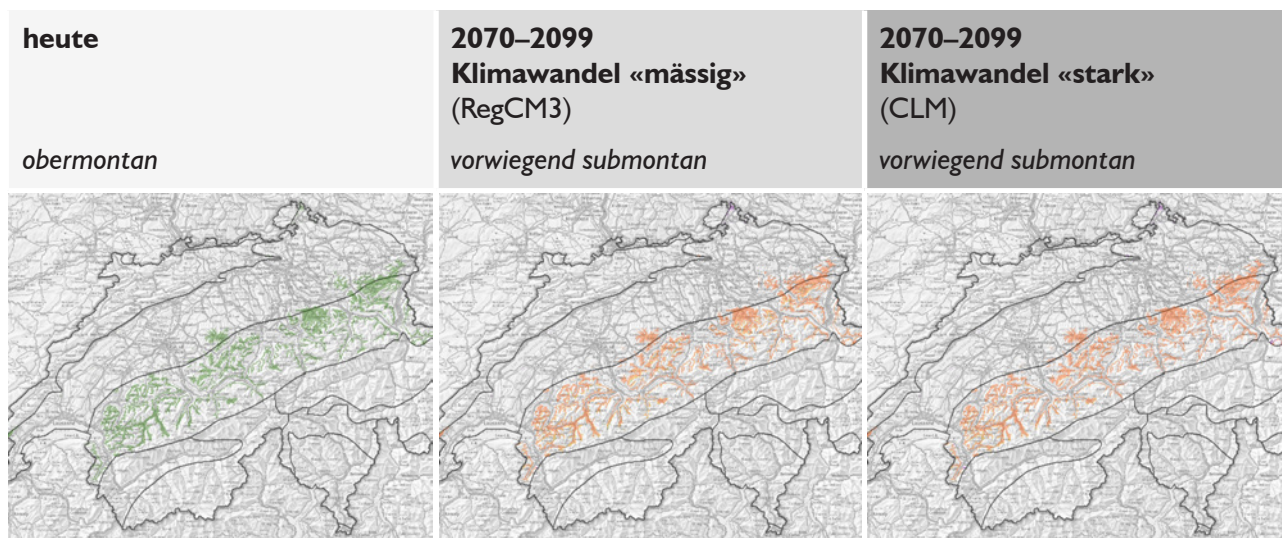 heute
obermontan
2070–2099
Klimawandel «mässig»
(RegCM3)
vorwiegend submontan
2070–2099
Klimawandel «stark»
(CLM)
vorwiegend submontan